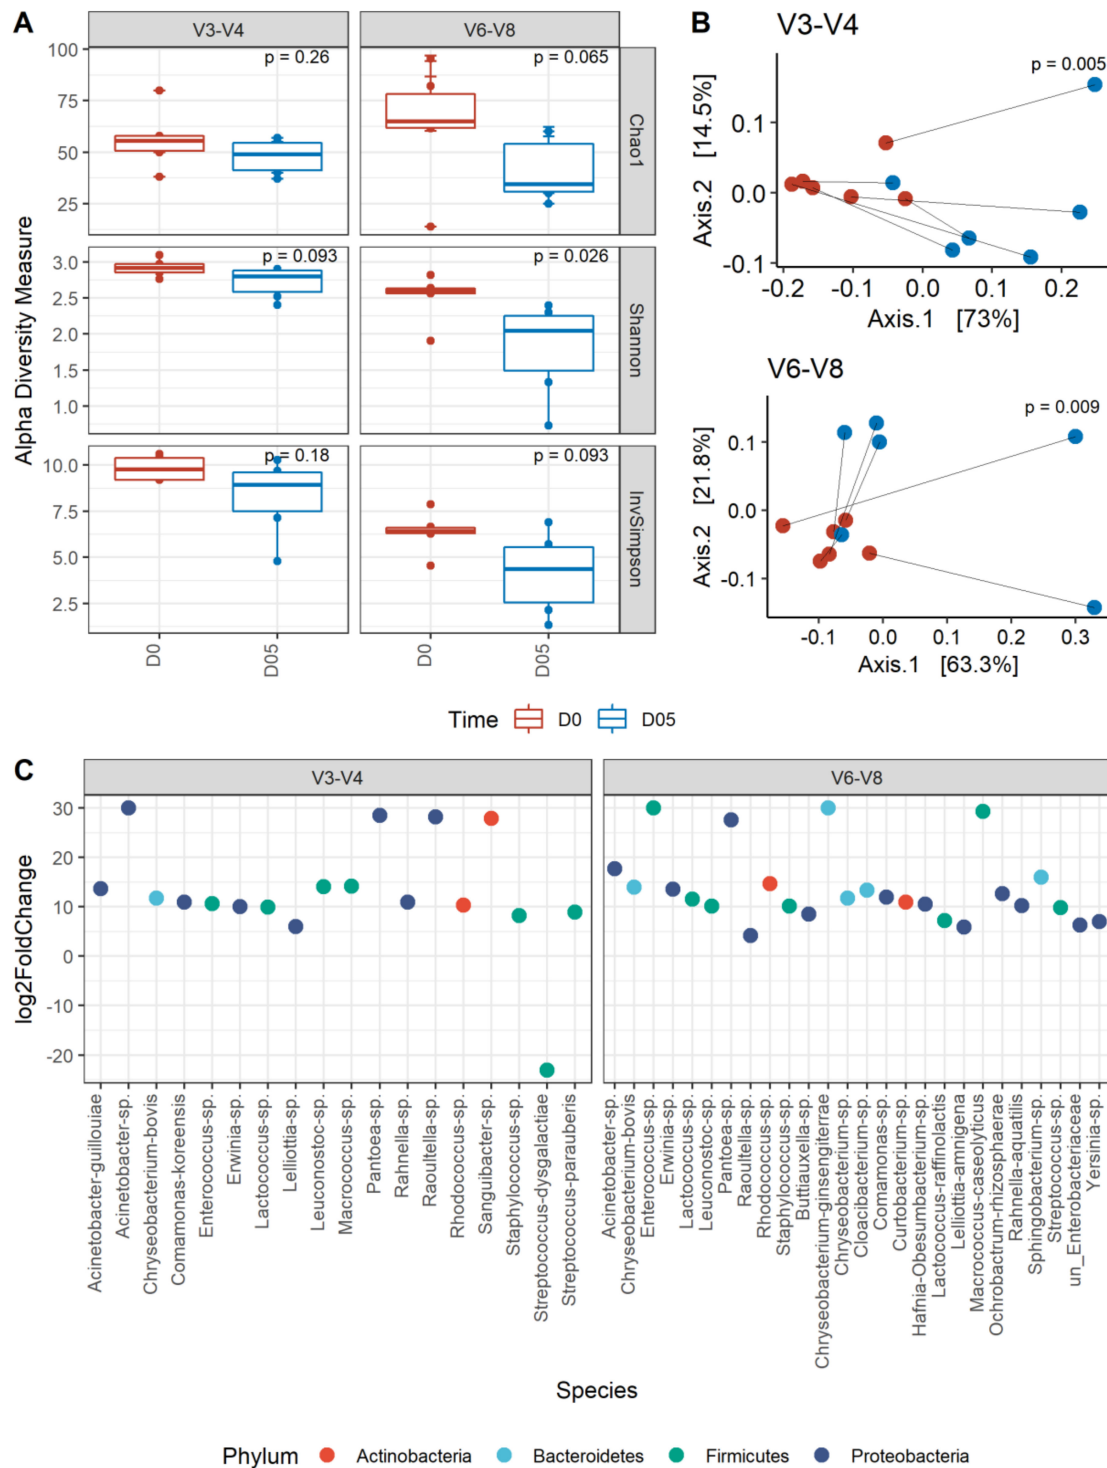 A
V3-V4
V6-V8
100
75
50
25
p = 0.26
p = 0.065
Chao1
3.0
2.5
2.0
1.5
1.0
p = 0.093
p = 0.026
Shannon
10.0
7.5
5.0
2.5
p = 0.18
p = 0.093
InvSimpson
Alpha Diversity Measure
D0
D05
D0
D05
Time
D0
D05
B
V3-V4
p = 0.005
0.1
0.0
-0.1
Axis.2 [14.5%]
-0.2
-0.1
0.0
0.1
0.2
Axis.1 [73%]
V6-V8
p = 0.009
0.1
0.0
-0.1
Axis.2 [21.8%]
-0.1
0.0
0.1
0.2
0.3
Axis.1 [63.3%]
C
V3-V4
V6-V8
30
20
10
0
-10
-20
log2FoldChange
Acinetobacter-guillouiae
Acinetobacter-sp.
Chryseobacterium-bovis
Comamonas-koreensis
Enterococcus-sp.
Erwinia-sp.
Lactococcus-sp.
Lelliottia-sp.
Leuconostoc-sp.
Macrococcus-sp.
Pantoea-sp.
Rahnella-sp.
Raoultella-sp.
Rhodococcus-sp.
Sanguibacter-sp.
Staphylococcus-sp.
Streptococcus-dysgalactiae
Streptococcus-parauberis
Acinetobacter-sp.
Chryseobacterium-bovis
Enterococcus-sp.
Erwinia-sp.
Lactococcus-sp.
Leuconostoc-sp.
Pantoea-sp.
Raoultella-sp.
Rhodococcus-sp.
Staphylococcus-sp.
Buttiauxella-sp.
Chryseobacterium-ginsengiterrae
Chryseobacterium-sp.
Cloacibacterium-sp.
Comamonas-sp.
Curtobacterium-sp.
Hafnia-Obesumbacterium-sp.
Lactococcus-raffinolactis
Lelliottia-amnigena
Macrococcus-caseolyticus
Ochrobactrum-rhizosphaerae
Rahnella-aquatilis
Sphingobacterium-sp.
Streptococcus-sp.
un_Enterobacteriaceae
Yersinia-sp.
Species
Phylum
Actinobacteria
Bacteroidetes
Firmicutes
Proteobacteria